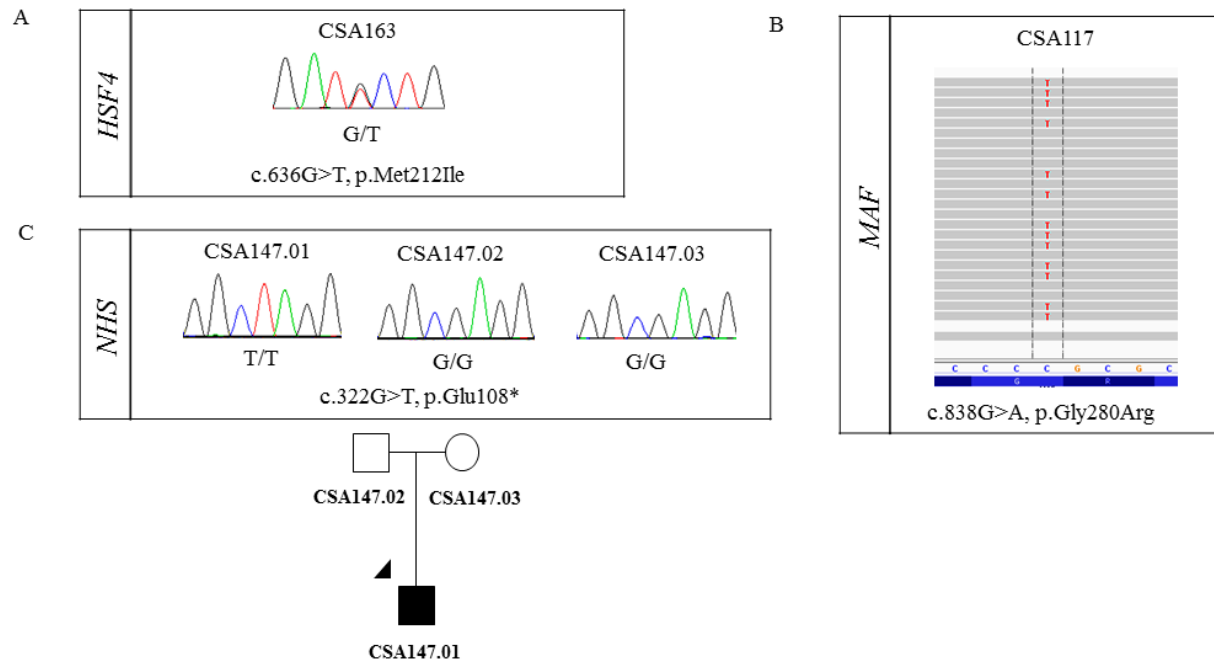 A
HSF4
CSA163
G/T
c.636G>T, p.Met212Ile
B
MAF
CSA117
T
T
T
T
T
T
T
T
T
T
T
T
T
C C C C G C G C
G R
c.838G>A, p.Gly280Arg
C
NHS
CSA147.01 CSA147.02 CSA147.03
T/T G/G G/G
c.322G>T, p.Glu108*
CSA147.02 CSA147.03
CSA147.01